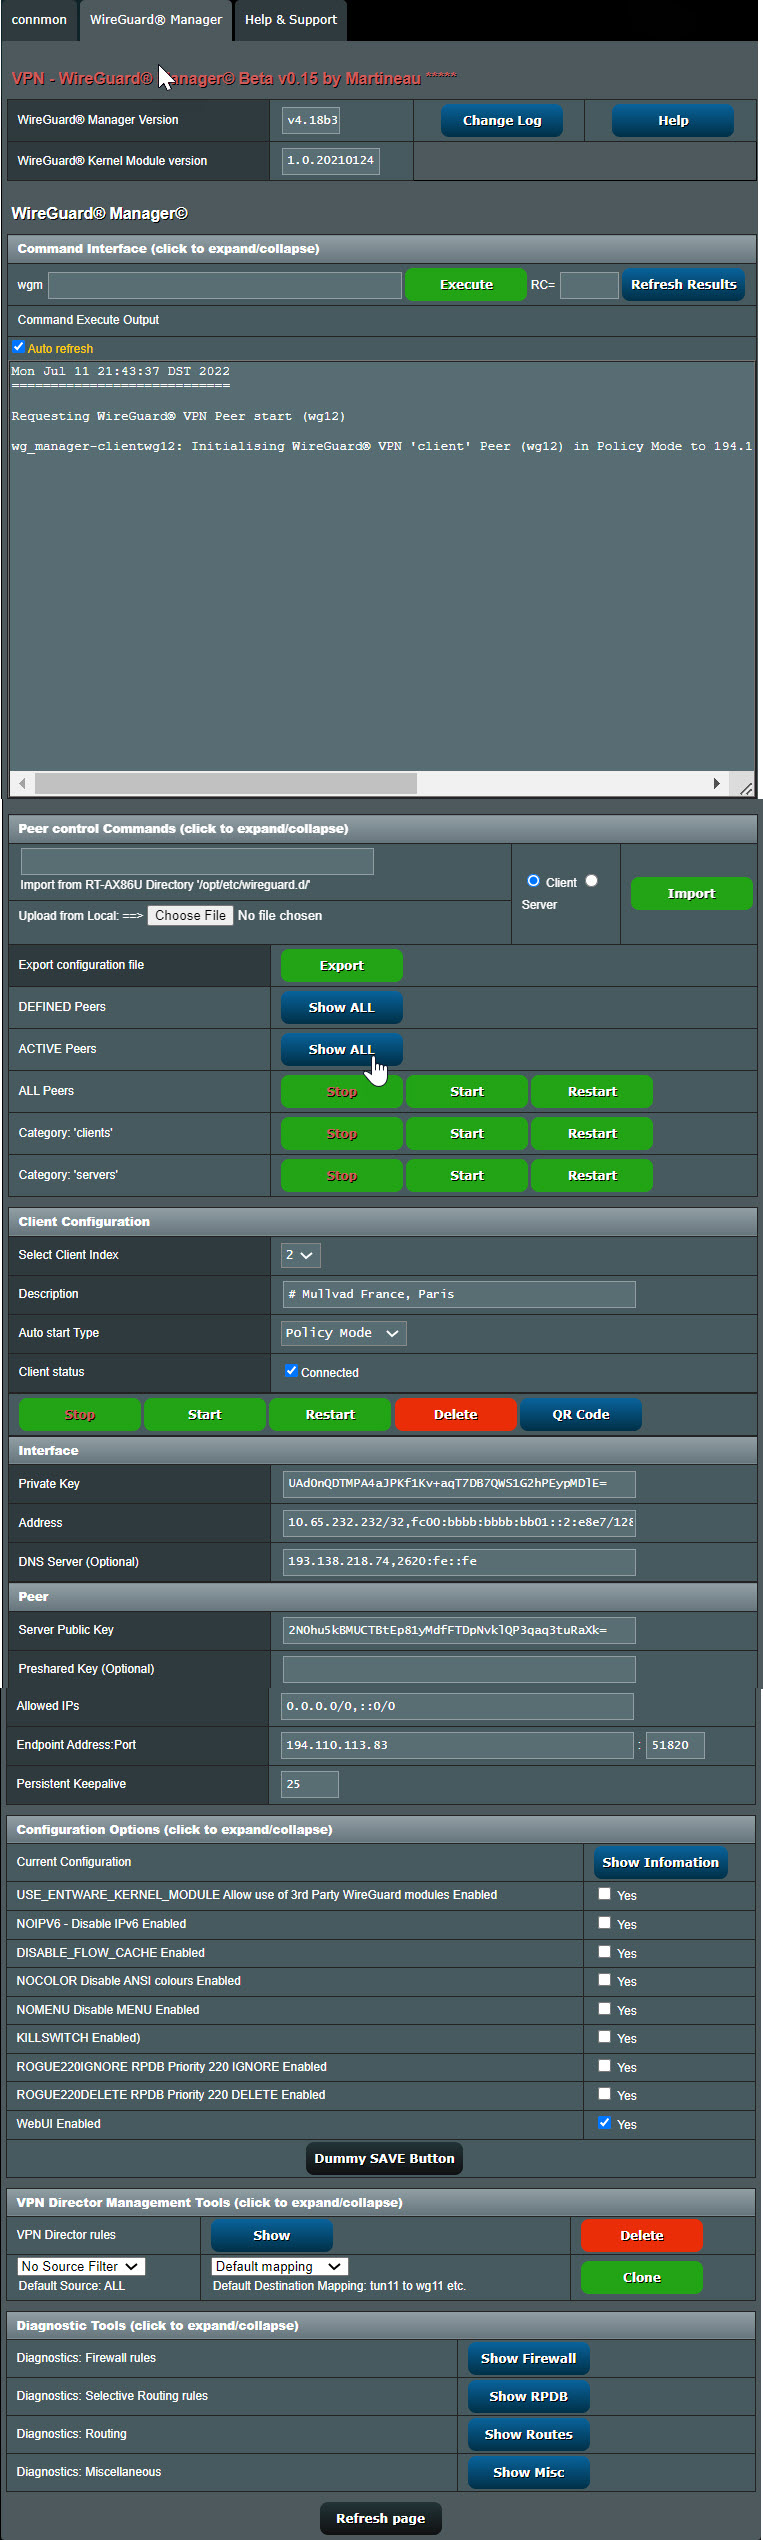 connmon WireGuard® Manager Help & Support
VPN - WireGuard® Manager© Beta v0.15 by Martineau *****
WireGuard® Manager Version v4.18b3 Change Log Help
WireGuard® Kernel Module version 1.0.20210124
WireGuard® Manager©
Command Interface (click to expand/collapse)
wgm Execute RC= Refresh Results
Command Execute Output
Auto refresh
Mon Jul 11 21:43:37 DST 2022
============================
Requesting WireGuard® VPN Peer start (wg12)
wg_manager-clientwg12: Initialising WireGuard® VPN 'client' Peer (wg12) in Policy Mode to 194.1
Peer control Commands (click to expand/collapse)
Import from RT-AX86U Directory '/opt/etc/wireguard.d/'
Client
Server
Import
Upload from Local: ==> Choose File No file chosen
Export configuration file Export
DEFINED Peers Show ALL
ACTIVE Peers Show ALL
ALL Peers Stop Start Restart
Category: 'clients' Stop Start Restart
Category: 'servers' Stop Start Restart
Client Configuration
Select Client Index 2
Description # Mullvad France, Paris
Auto start Type Policy Mode
Client status Connected
Stop Start Restart Delete QR Code
Interface
Private Key UAdOnQDTMPA4aJPKf1Kv+aqT7DB7QWS1G2hPEypMDlE=
Address 10.65.232.232/32,fc00:bbbb:bbbb:bb01::2:e8e7/128
DNS Server (Optional) 193.138.218.74,2620:fe::fe
Peer
Server Public Key 2N0hu5kBMUCTBtEp81yMdfFTDpNvklQP3qaq3tuRaXk=
Preshared Key (Optional)
Allowed IPs 0.0.0.0/0,::0/0
Endpoint Address:Port 194.110.113.83 : 51820
Persistent Keepalive 25
Configuration Options (click to expand/collapse)
Current Configuration Show Infomation
USE_ENTWARE_KERNEL_MODULE Allow use of 3rd Party WireGuard modules Enabled Yes
NOIPV6 - Disable IPv6 Enabled Yes
DISABLE_FLOW_CACHE Enabled Yes
NOCOLOR Disable ANSI colours Enabled Yes
NOMENU Disable MENU Enabled Yes
KILLSWITCH Enabled) Yes
ROGUE220IGNORE RPDB Priority 220 IGNORE Enabled Yes
ROGUE220DELETE RPDB Priority 220 DELETE Enabled Yes
WebUI Enabled Yes
Dummy SAVE Button
VPN Director Management Tools (click to expand/collapse)
VPN Director rules Show Delete
No Source Filter Default mapping Clone
Default Source: ALL Default Destination Mapping: tun11 to wg11 etc.
Diagnostic Tools (click to expand/collapse)
Diagnostics: Firewall rules Show Firewall
Diagnostics: Selective Routing rules Show RPDB
Diagnostics: Routing Show Routes
Diagnostics: Miscellaneous Show Misc
Refresh page